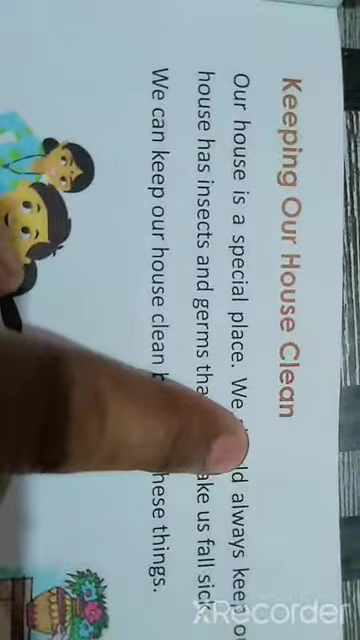 Keeping Our House Clean
Our house is a special place. We always keep
house has insects and germs us fall sick
We can keep our house clean things.
XRecorder